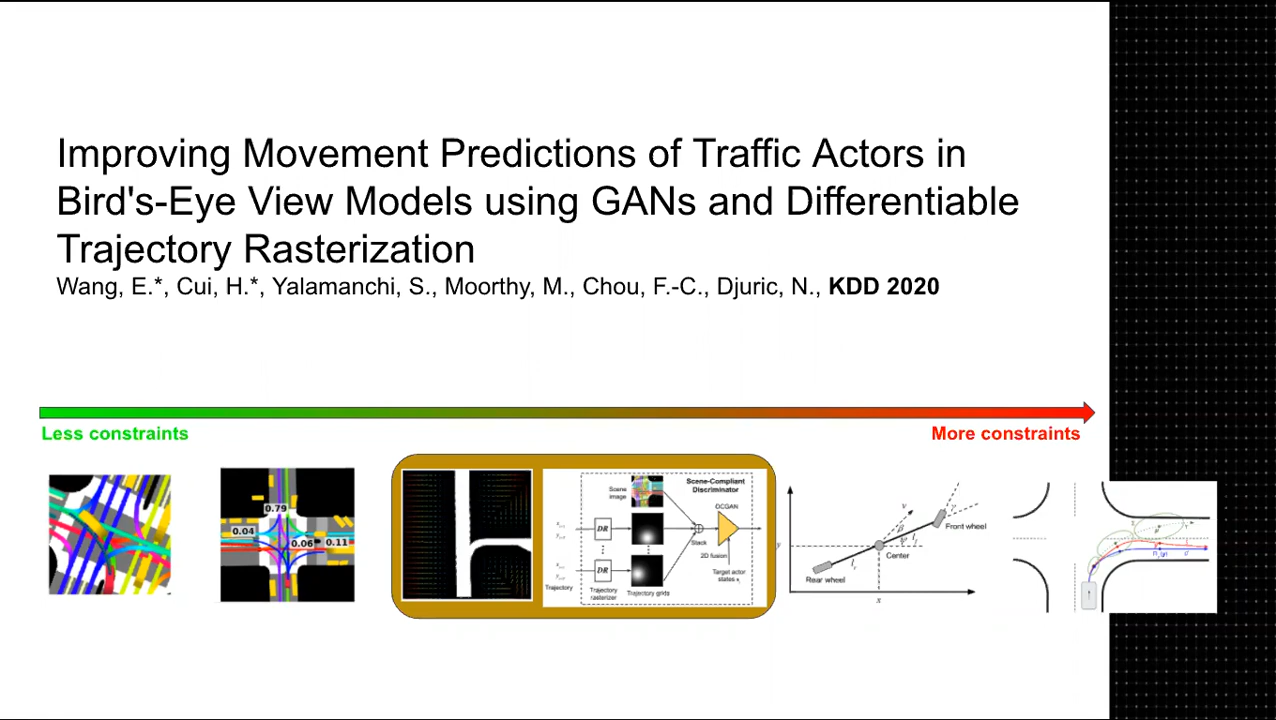 Improving Movement Predictions of Traffic Actors in
Bird's-Eye View Models using GANs and Differentiable
Trajectory Rasterization
Wang, E.*, Cui, H.*, Yalamanchi, S., Moorthy, M., Chou, F.-C., Djuric, N., KDD 2020
Less constraints
More constraints
0.79
0.04
0.06
0.11
Scene-Compliant
Discriminator
Scene
image
DCGAN
DR
Stack
2D fusion
DR
Target actor
states
Trajectory
Trajectory
rasterizer
Trajectory grids
Front wheel
Center
Rear wheel
x